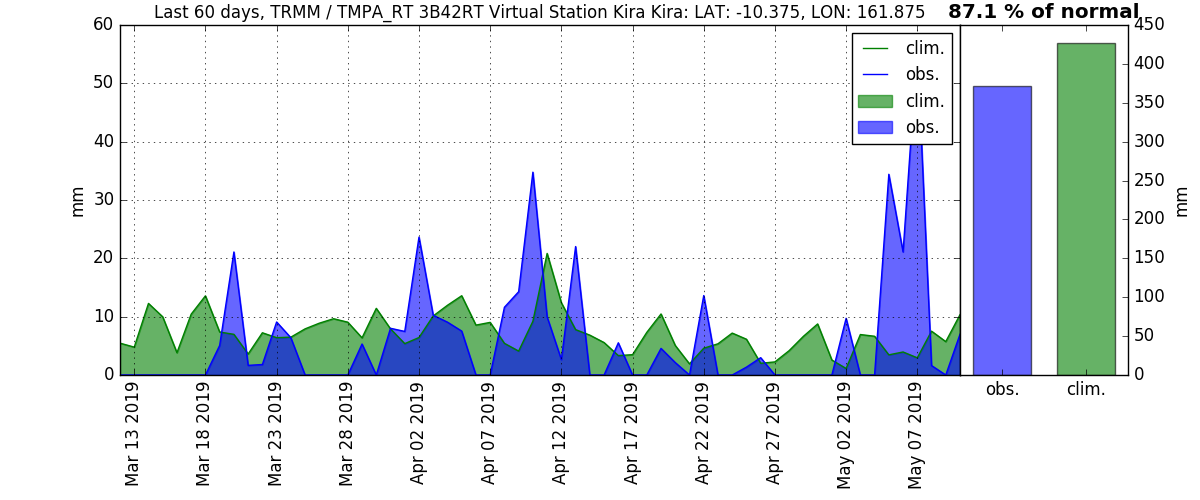 Last 60 days, TRMM / TMPA_RT 3B42RT Virtual Station Kira Kira: LAT: -10.375, LON: 161.875
87.1 % of normal
60
50
40
30
20
10
0
mm
clim.
obs.
clim.
obs.
450
400
350
300
250
200
150
100
50
0
mm
obs.
clim.
Mar 13 2019
Mar 18 2019
Mar 23 2019
Mar 28 2019
Apr 02 2019
Apr 07 2019
Apr 12 2019
Apr 17 2019
Apr 22 2019
Apr 27 2019
May 02 2019
May 07 2019